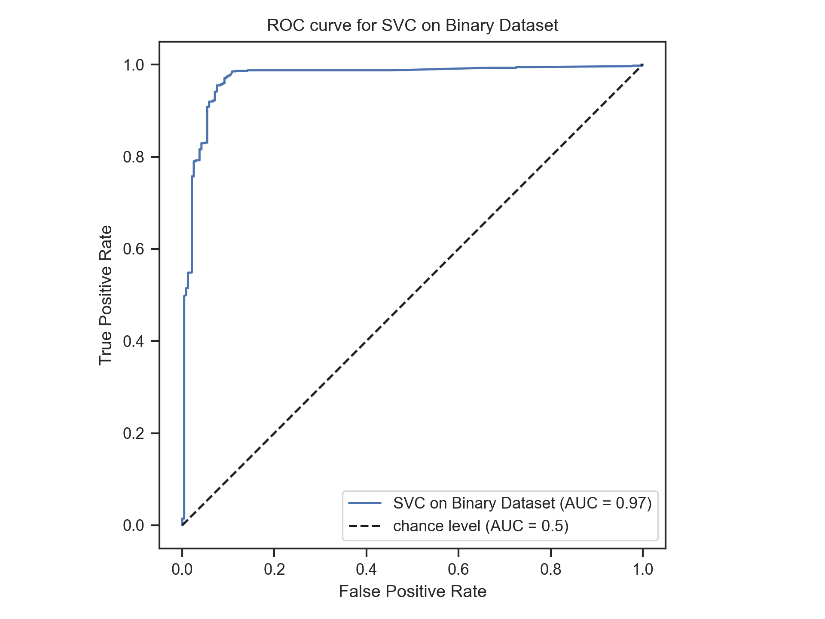 ROC curve for SVC on Binary Dataset
True Positive Rate
1.0
0.8
0.6
0.4
0.2
0.0
SVC on Binary Dataset (AUC = 0.97)
chance level (AUC = 0.5)
0.0 0.2 0.4 0.6 0.8 1.0
False Positive Rate